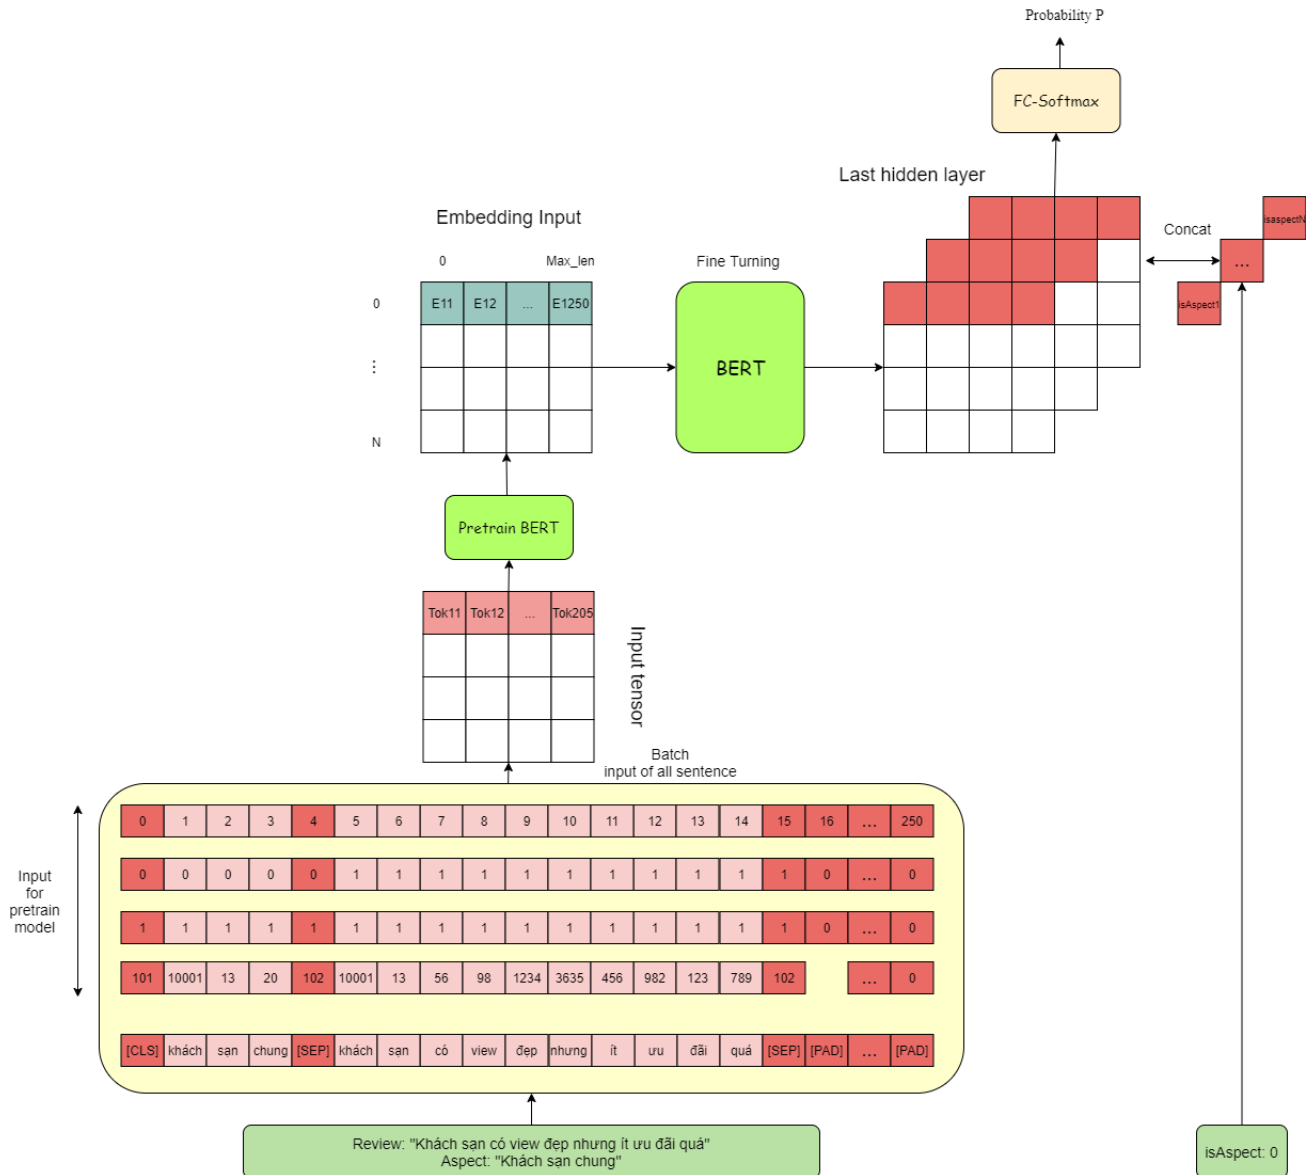 Probability P
FC-Softmax
Last hidden layer
Embedding Input
0 Max_len
Fine Turning
Concat
isaspectN
...
isAspect1
0 E11 E12 ... E1250
...
N
BERT
Pretrain BERT
Tok11 Tok12 ... Tok205
Input tensor
Batch
input of all sentence
Input
for
pretrain
model
0 1 2 3 4 5 6 7 8 9 10 11 12 13 14 15 16 ... 250
0 0 0 0 0 1 1 1 1 1 1 1 1 1 1 1 0 ... 0
1 1 1 1 1 1 1 1 1 1 1 1 1 1 1 1 0 ... 0
101 10001 13 20 102 10001 13 56 98 1234 3635 456 982 123 789 102 ... 0
[CLS] khách sạn chung [SEP] khách sạn có view đẹp nhưng ít ưu đãi quá [SEP] [PAD] ... [PAD]
Review: "Khách sạn có view đẹp nhưng ít ưu đãi quá"
Aspect: "Khách sạn chung"
isAspect: 0